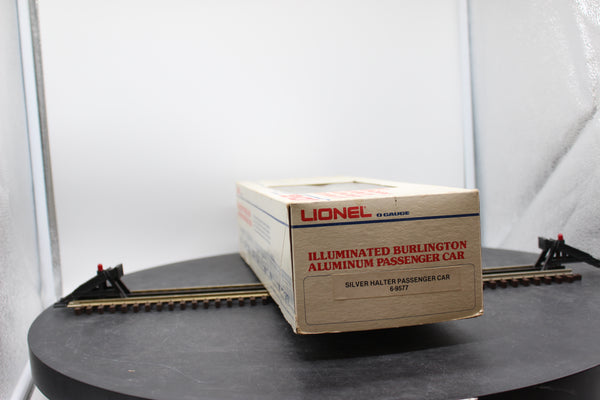 LIONEL O GAUGE
ILLUMINATED BURLINGTON
ALUMINUM PASSENGER CAR
SILVER HALTER PASSENGER CAR
6-9577